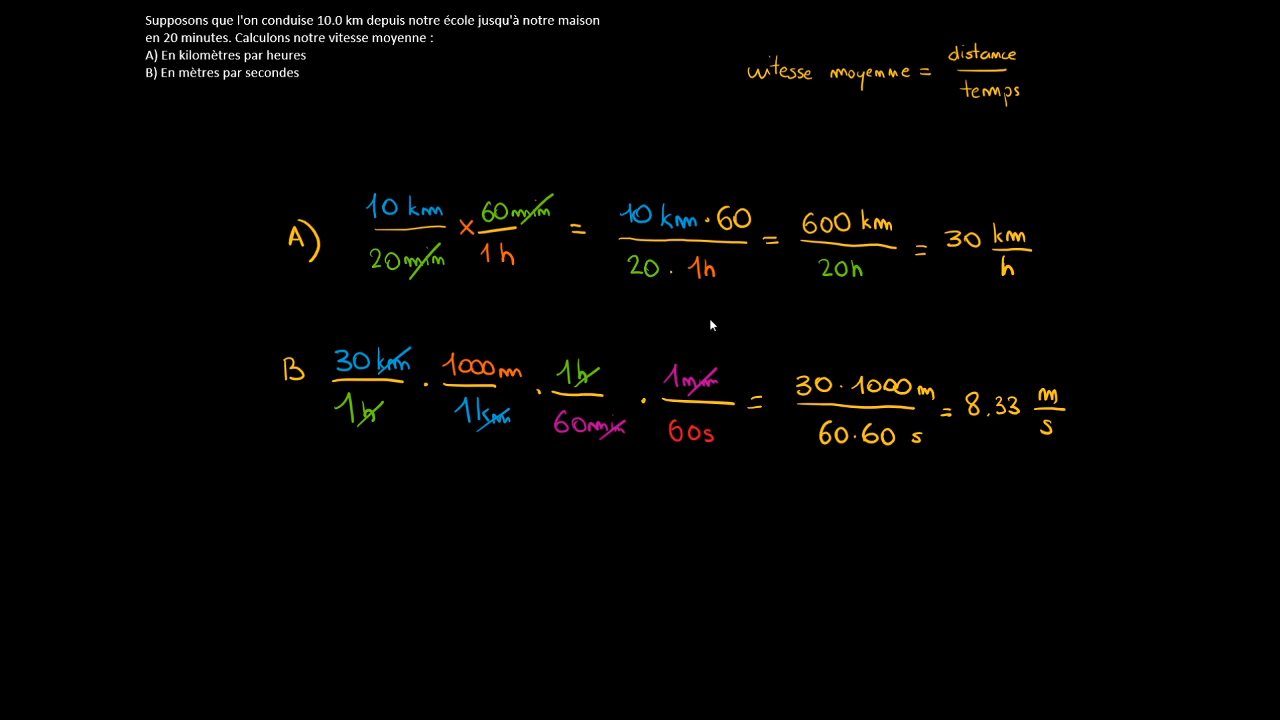 Supposons que l'on conduise 10.0 km depuis notre école jusqu'à notre maison
en 20 minutes. Calculons notre vitesse moyenne :
A) En kilomètres par heures
B) En mètres par secondes
vitesse moyenne = distance / temps
A) 10 km / 20 min × 60 min / 1 h = 10 km · 60 / 20 · 1h = 600 km / 20h = 30 km / h
B 30 km / 1 h · 1000 m / 1 km · 1 h / 60 min · 1 min / 60 s = 30 · 1000 m / 60 · 60 s = 8.33 m / s